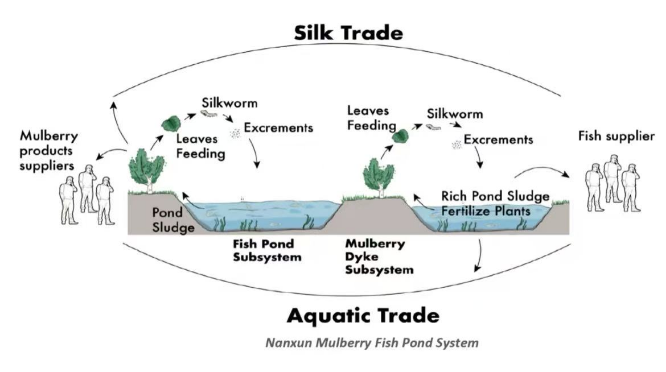 Silk Trade
Silkworm
Leaves
Feeding
Excrements
Mulberry
products
suppliers
Leaves
Feeding
Silkworm
Excrements
Fish supplier
Pond
Sludge
Rich Pond Sludge
Fertilize Plants
Fish Pond
Subsystem
Mulberry
Dyke
Subsystem
Aquatic Trade
Nanxun Mulberry Fish Pond System